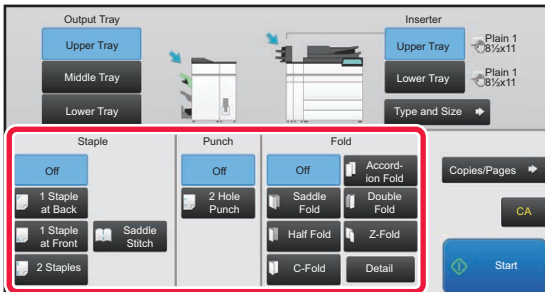 Output Tray
Inserter
Upper Tray
Middle Tray
Lower Tray
Upper Tray
Plain 1
8½x11
Lower Tray
Plain 1
8½x11
Type and Size
Staple
Punch
Fold
Off
1 Staple
at Back
1 Staple
at Front
Saddle
Stitch
2 Staples
Off
2 Hole
Punch
Off
Accord-
ion Fold
Saddle
Fold
Double
Fold
Half Fold
Z-Fold
C-Fold
Detail
Copies/Pages
CA
Start